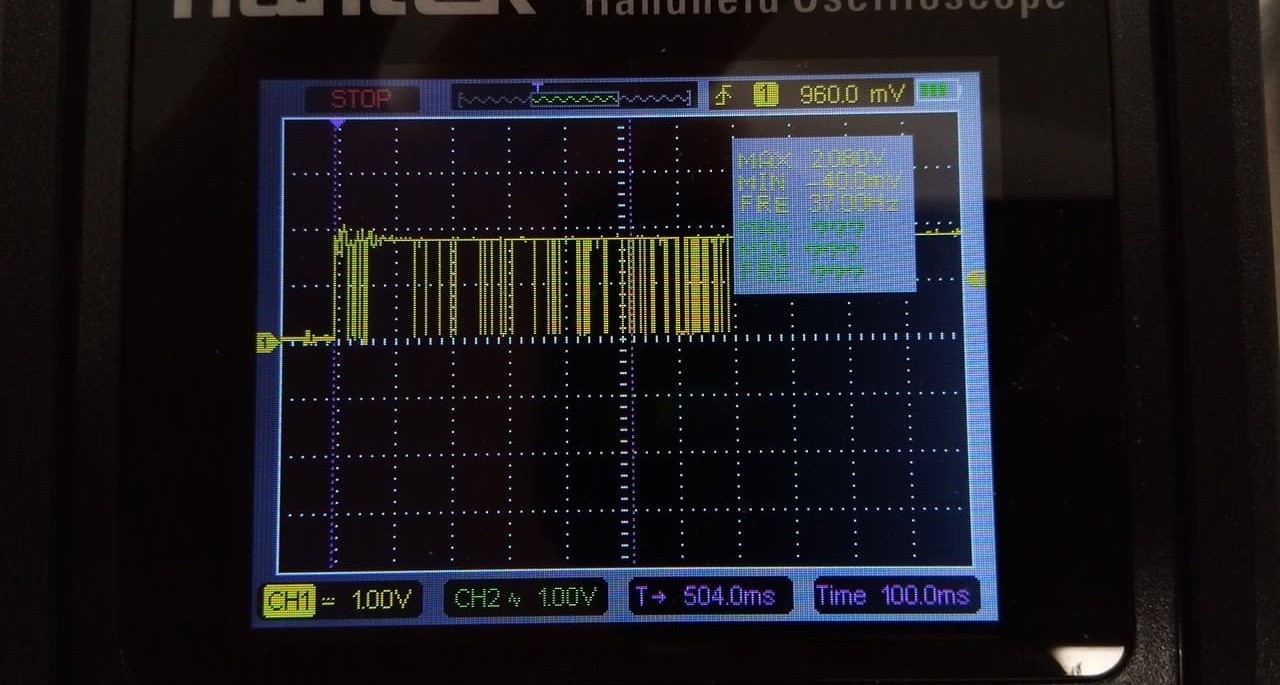 Hantek Handheld Oscilloscope
STOP 1 960.0 mV
MAX 2.080V
MIN -40.0mV
FRE 37.00Hz
MAX ???
MIN ???
FRE ???
1
CH1 1.00V CH2 1.00V T→ 504.0ms Time 100.0ms